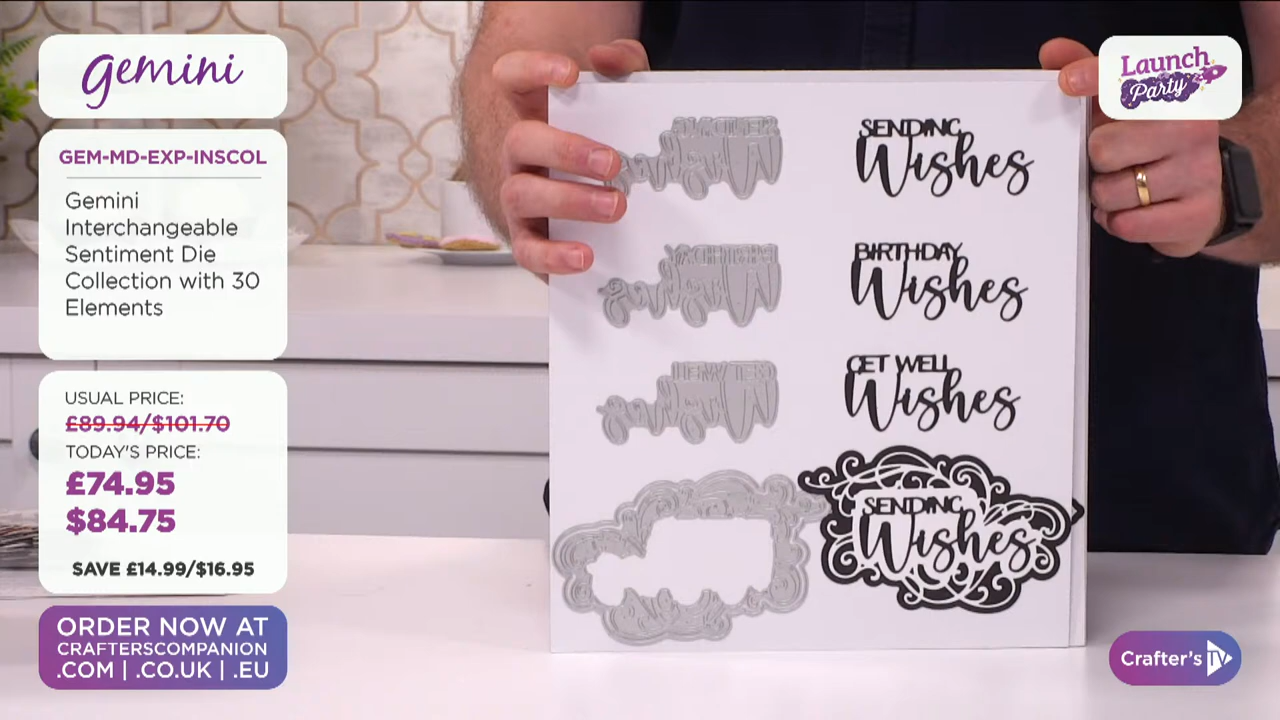 gemini
GEM-MD-EXP-INSCOL
Gemini
Interchangeable
Sentiment Die
Collection with 30
Elements
USUAL PRICE:
£89.94/$101.70
TODAY'S PRICE:
£74.95
$84.75
SAVE £14.99/$16.95
ORDER NOW AT
CRAFTERSCOMPANION
.COM | .CO.UK | .EU
SENDING
Wishes
BIRTHDAY
Wishes
GET WELL
Wishes
SENDING
Wishes
Launch
Party
Crafter's TV